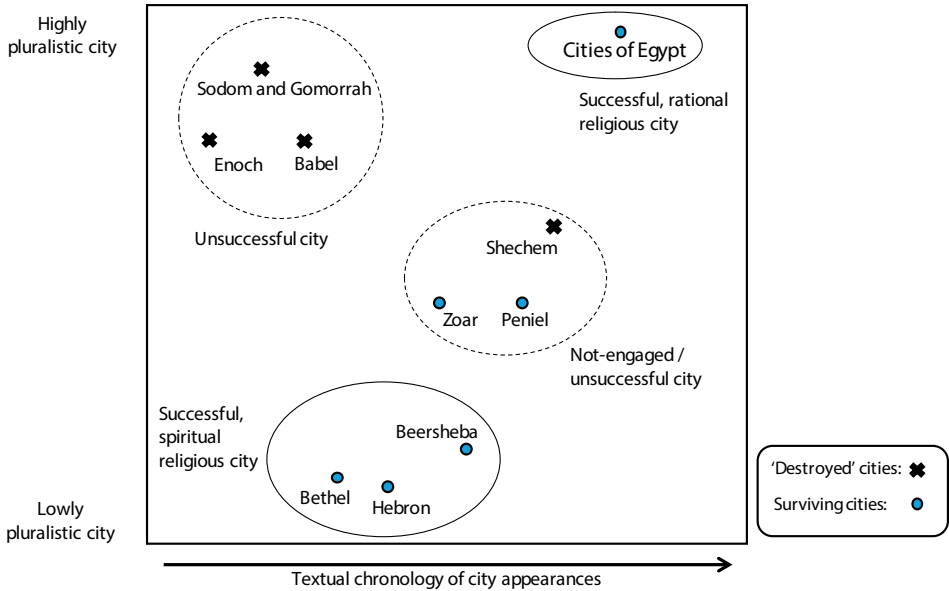 Highly
pluralistic city
Cities of Egypt
Sodom and Gomorrah
Successful, rational
religious city
Enoch
Babel
Unsuccessful city
Shechem
Zoar
Peniel
Not-engaged /
unsuccessful city
Successful,
spiritual
religious city
Beersheba
Bethel
Hebron
'Destroyed' cities:
Surviving cities:
Lowly
pluralistic city
Textual chronology of city appearances